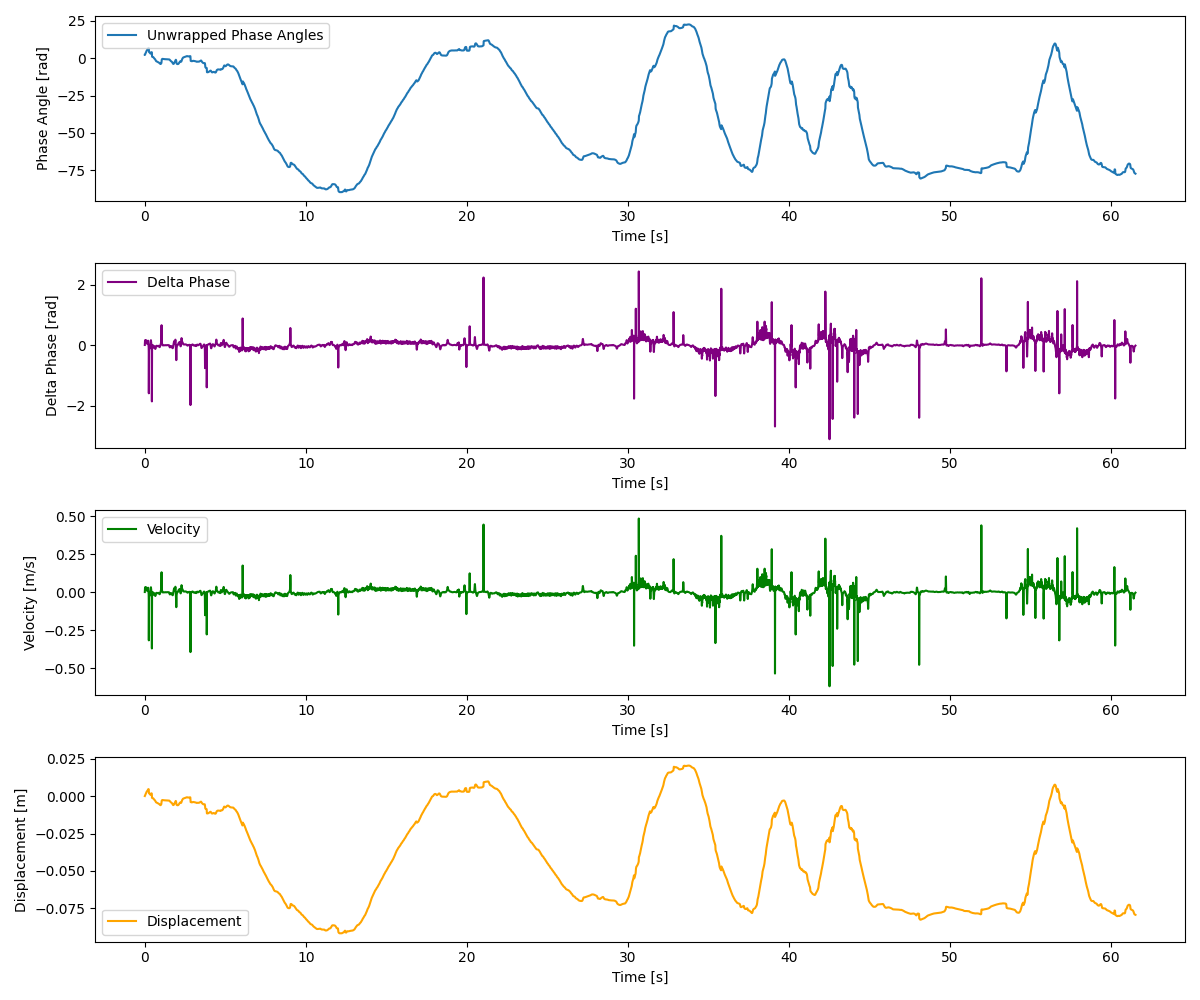 25
0
−25
−50
−75
Phase Angle [rad]
Unwrapped Phase Angles
0 10 20 30 40 50 60
Time [s]
2
0
−2
Delta Phase [rad]
Delta Phase
0 10 20 30 40 50 60
Time [s]
0.50
0.25
0.00
−0.25
−0.50
Velocity [m/s]
Velocity
0 10 20 30 40 50 60
Time [s]
0.025
0.000
−0.025
−0.050
−0.075
Displacement [m]
Displacement
0 10 20 30 40 50 60
Time [s]